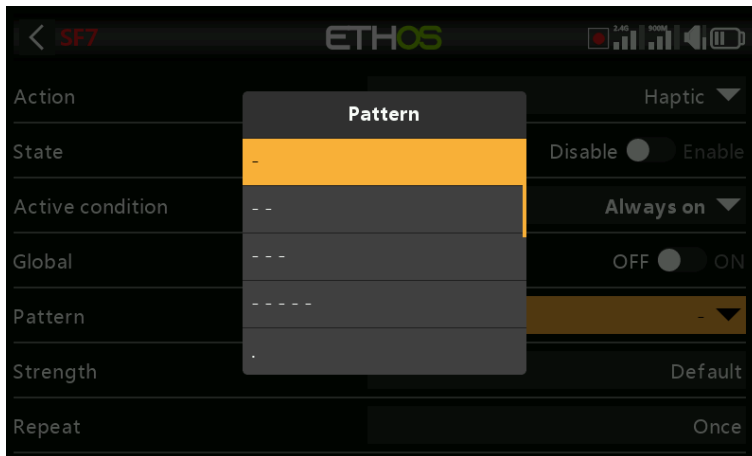 SF7
ETHOS
2.4G 900M
Action Haptic
Pattern
State Disable Enable
-
Active condition Always on
- -
Global OFF ON
- - -
Pattern -
- - - - -
Strength Default
.
Repeat Once